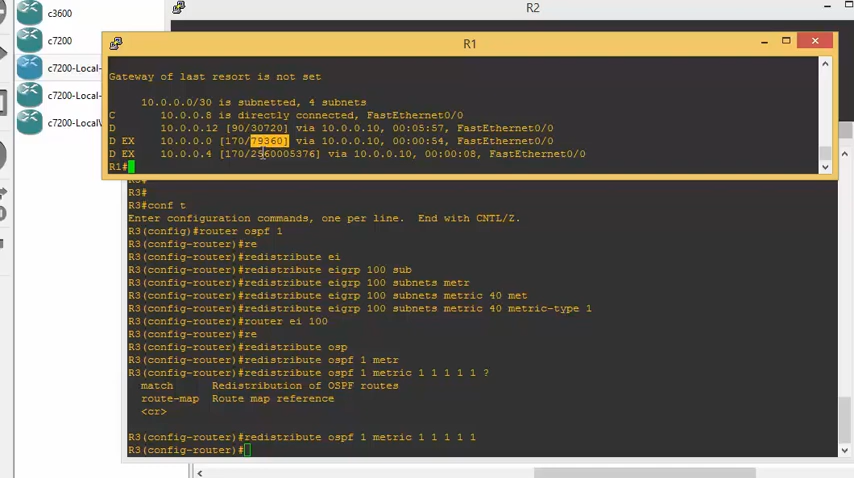 c3600
c7200
c7200-Local-
c7200-Local-
c7200-LocalV
R2
R1
Gateway of last resort is not set
10.0.0.0/30 is subnetted, 4 subnets
C 10.0.0.8 is directly connected, FastEthernet0/0
D 10.0.0.12 [90/30720] via 10.0.0.10, 00:05:57, FastEthernet0/0
D EX 10.0.0.0 [170/79360] via 10.0.0.10, 00:00:54, FastEthernet0/0
D EX 10.0.0.4 [170/2560005376] via 10.0.0.10, 00:00:08, FastEthernet0/0
R1#
R3#
R3#
R3#conf t
Enter configuration commands, one per line. End with CNTL/Z.
R3(config)#router ospf 1
R3(config-router)#re
R3(config-router)#redistribute ei
R3(config-router)#redistribute eigrp 100 sub
R3(config-router)#redistribute eigrp 100 subnets metr
R3(config-router)#redistribute eigrp 100 subnets metric 40 met
R3(config-router)#redistribute eigrp 100 subnets metric 40 metric-type 1
R3(config-router)#router ei 100
R3(config-router)#re
R3(config-router)#redistribute osp
R3(config-router)#redistribute ospf 1 metr
R3(config-router)#redistribute ospf 1 metric 1 1 1 1 1 ?
match Redistribution of OSPF routes
route-map Route map reference
<cr>
R3(config-router)#redistribute ospf 1 metric 1 1 1 1 1
R3(config-router)#